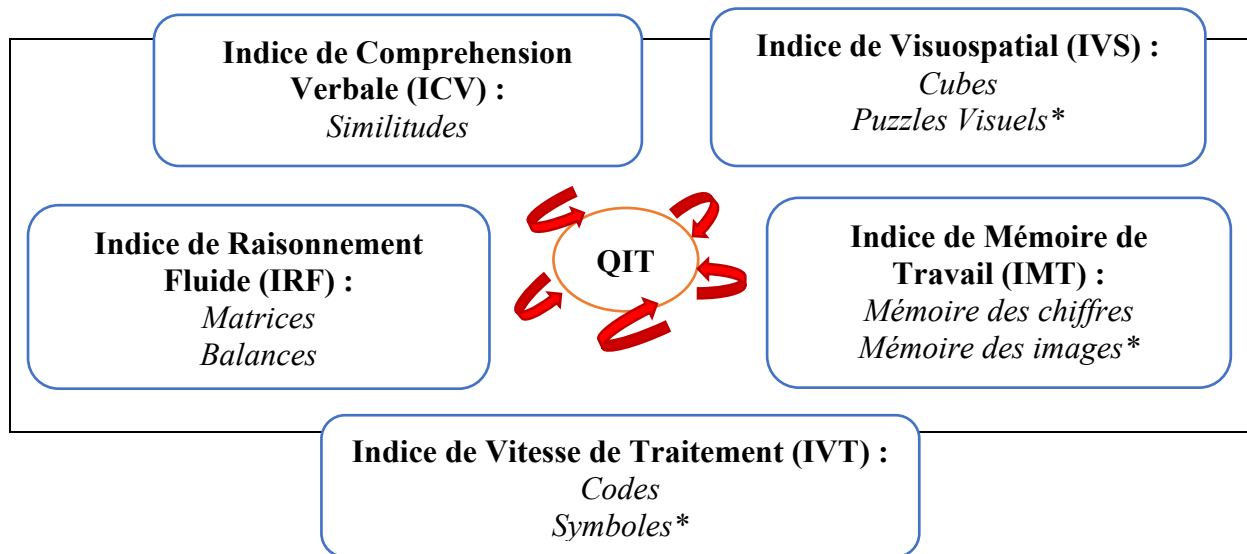 Indice de Comprehension
Verbale (ICV) :
Similitudes
Indice de Visuospatial (IVS) :
Cubes
Puzzles Visuels*
Indice de Raisonnement
Fluide (IRF) :
Matrices
Balances
QIT
Indice de Mémoire de
Travail (IMT) :
Mémoire des chiffres
Mémoire des images*
Indice de Vitesse de Traitement (IVT) :
Codes
Symboles*